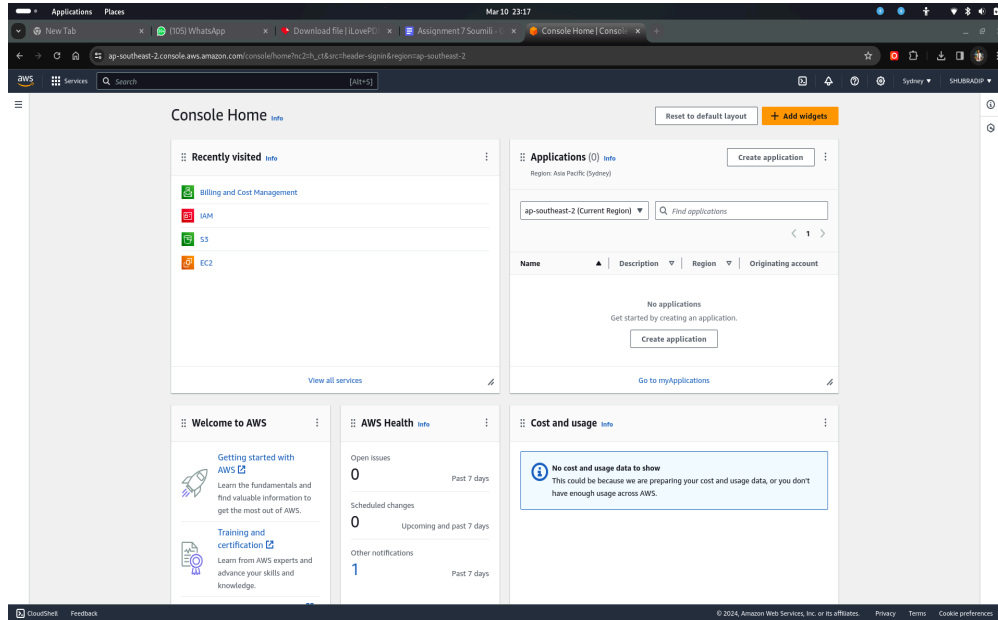 Applications Places Mar 10 23:17
New Tab × (105) WhatsApp × Download file | iLovePD × Assignment 7 Soumili - G × Console Home | Console × +
ap-southeast-2.console.aws.amazon.com/console/home?nc2=h_ct&src=header-signin&region=ap-southeast-2
aws Services Search [Alt+S] Sydney ▼ SHUBRADIP ▼
Console Home Info Reset to default layout + Add widgets
Recently visited Info
Billing and Cost Management
IAM
S3
EC2
View all services
Applications (0) Info Create application
Region: Asia Pacific (Sydney)
ap-southeast-2 (Current Region) ▼ Find applications
< 1 >
Name Description Region Originating account
No applications
Get started by creating an application.
Create application
Go to myApplications
Welcome to AWS
Getting started with
AWS
Learn the fundamentals and
find valuable information to
get the most out of AWS.
Training and
certification
Learn from AWS experts and
advance your skills and
knowledge.
AWS Health Info
Open issues
0 Past 7 days
Scheduled changes
0 Upcoming and past 7 days
Other notifications
1 Past 7 days
Cost and usage Info
No cost and usage data to show
This could be because we are preparing your cost and usage data, or you don't
have enough usage across AWS.
CloudShell Feedback © 2024, Amazon Web Services, Inc. or its affiliates. Privacy Terms Cookie preferences